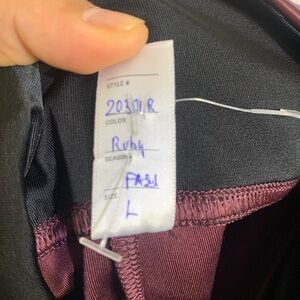 STYLE #
20301R
COLOR
Ruby
SEASON
FA21
SIZE
L